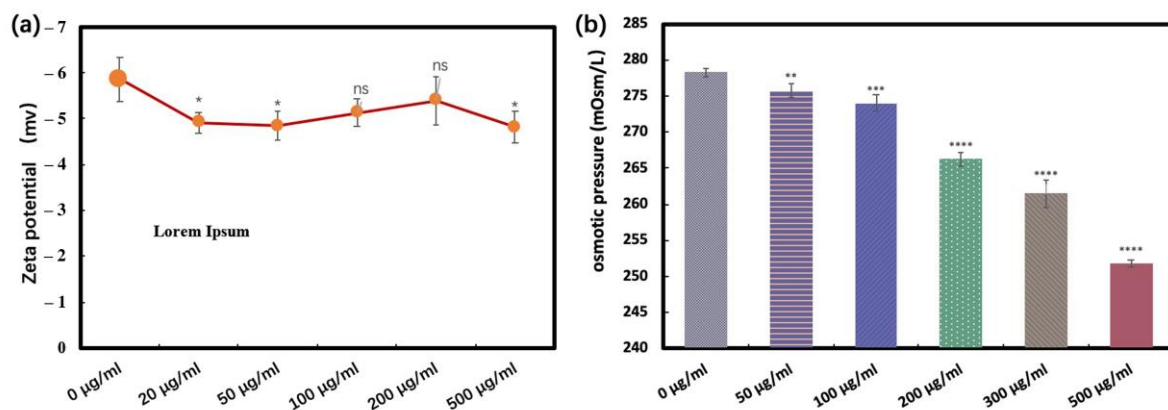 (a)
Zeta potential (mv)
– 7
– 6
– 5
– 4
– 3
– 2
– 1
0
*
*
ns
ns
*
Lorem Ipsum
0 μg/ml
20 μg/ml
50 μg/ml
100 μg/ml
200 μg/ml
500 μg/ml
(b)
osmotic pressure (mOsm/L)
285
280
275
270
265
260
255
250
245
240
**
***
****
****
****
0 μg/ml
50 μg/ml
100 μg/ml
200 μg/ml
300 μg/ml
500 μg/ml